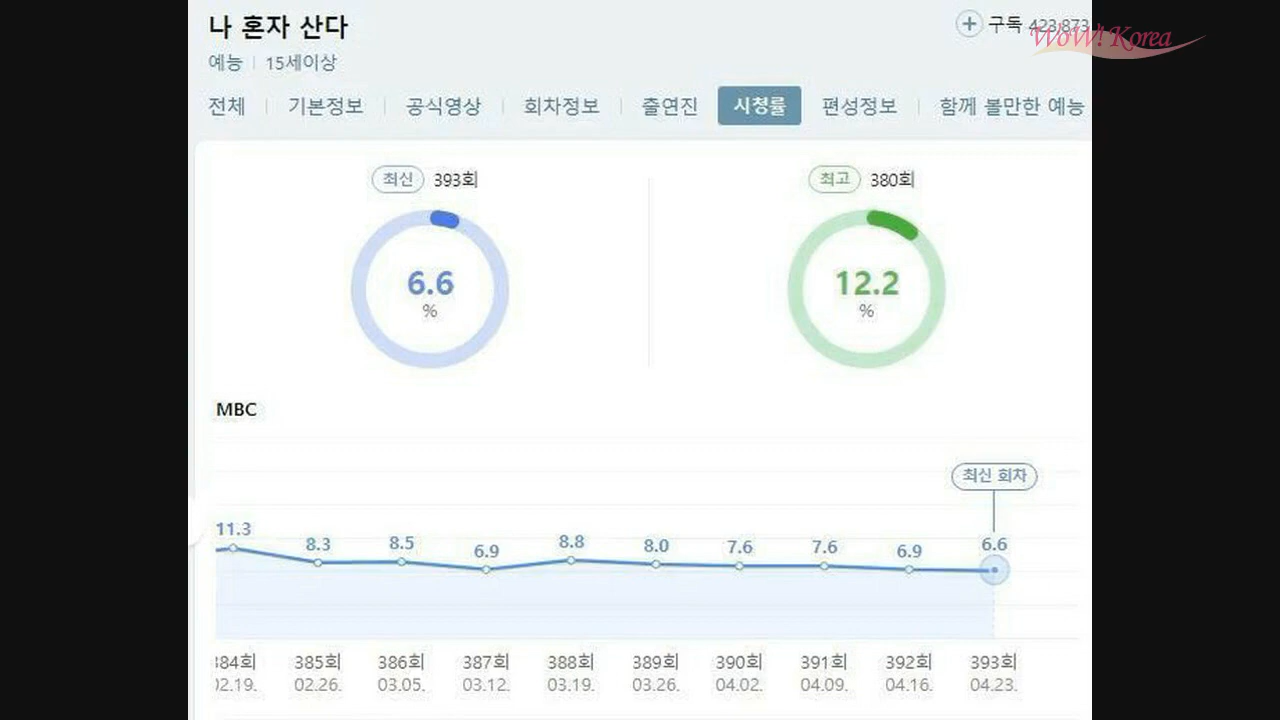 나 혼자 산다
구독 423,873
WoW! Korea
예능 15세이상
전체 기본정보 공식영상 회차정보 출연진 시청률 편성정보 함께 볼만한 예능
최신 393회
최고 380회
6.6
%
12.2
%
MBC
최신 회차
11.3 8.3 8.5 6.9 8.8 8.0 7.6 7.6 6.9 6.6
384회 385회 386회 387회 388회 389회 390회 391회 392회 393회
02.19. 02.26. 03.05. 03.12. 03.19. 03.26. 04.02. 04.09. 04.16. 04.23.